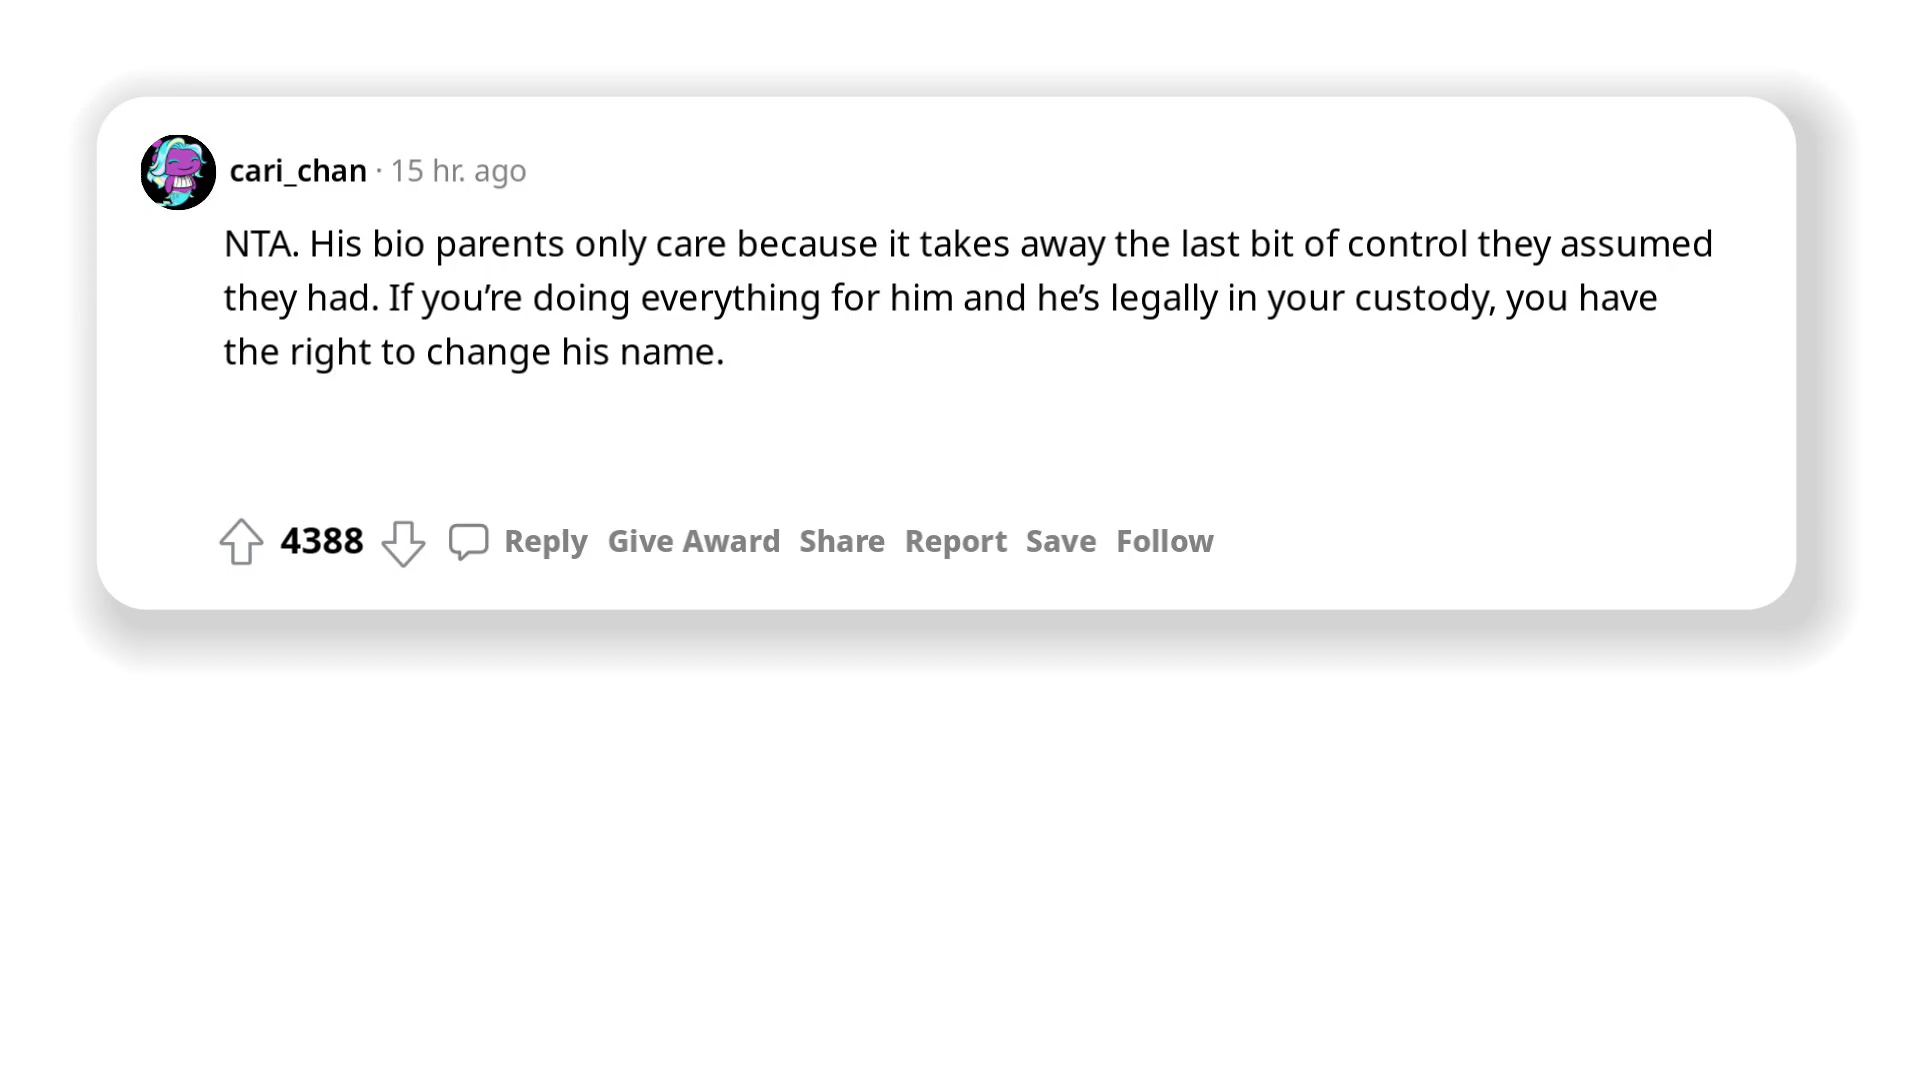 cari_chan · 15 hr. ago
NTA. His bio parents only care because it takes away the last bit of control they assumed
they had. If you’re doing everything for him and he’s legally in your custody, you have
the right to change his name.
4388 Reply Give Award Share Report Save Follow